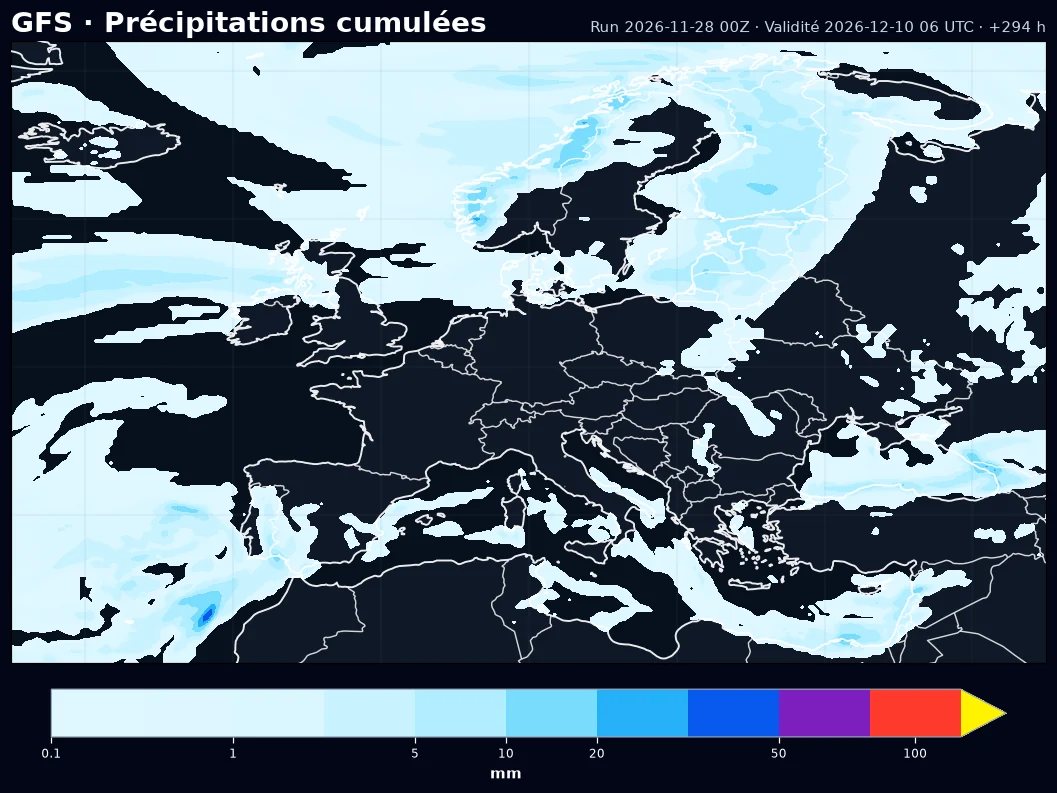 GFS · Précipitations cumulées
Run 2026-11-28 00Z · Validité 2026-12-10 06 UTC · +294 h
0.1 1 5 10 20 50 100
mm